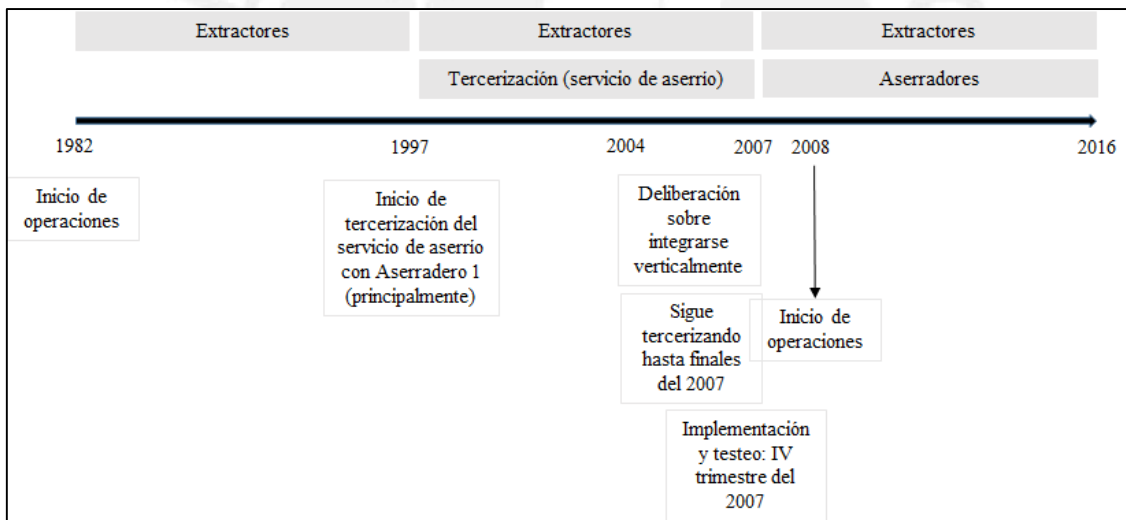 Extractores
Extractores
Extractores
Tercerización (servicio de aserrío)
Aserradores
1982
1997
2004
2007
2008
2016
Inicio de
operaciones
Inicio de
tercerización del
servicio de aserrio
con Aserradero 1
(principalmente)
Deliberación
sobre
integrarse
verticalmente
Sigue
tercerizando
hasta finales
del 2007
Inicio de
operaciones
Implementación
y testeo: IV
trimestre del
2007